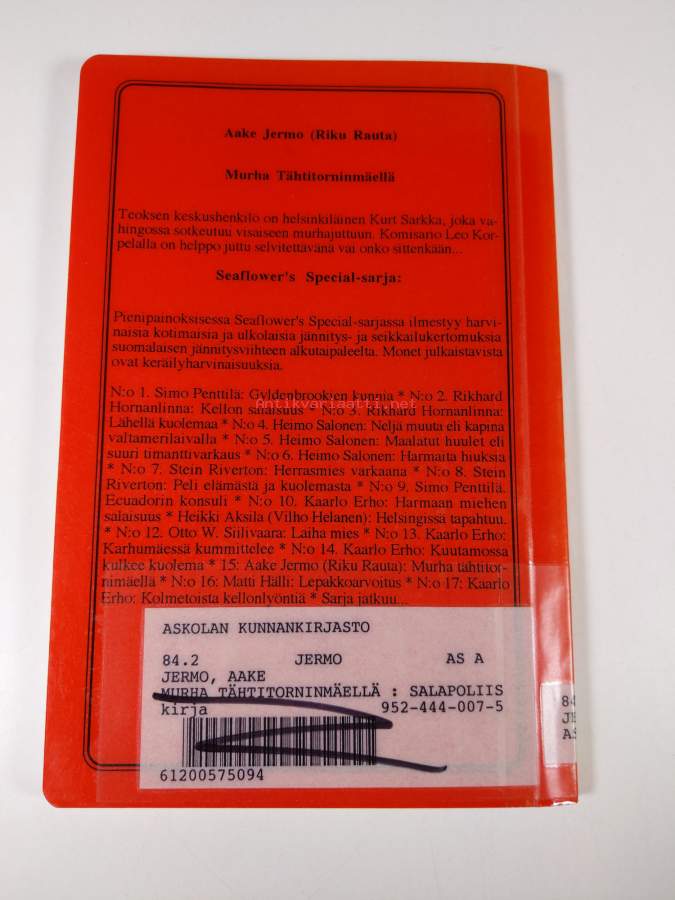 Aake Jermo (Riku Rauta)
Murha Tähtitorninmäellä
Teoksen keskushenkilö on helsinkiläinen Kurt Sarkka, joka va-
hingossa sotkeutuu visaiseen murhajuttuun. Komisario Leo Kor-
pelalla on helppo juttu selvitettävänä vai onko sittenkään...
Seaflower's Special-sarja:
Pienipainoksisessa Seaflower's Special-sarjassa ilmestyy harvi-
naisia kotimaisia ja ulkolaisia jännitys- ja seikkailukertomuksia
suomalaisen jännitysviihteen alkutaipaleelta. Monet julkaistavista
ovat keräilyharvinaisuuksia.
N:o 1. Simo Penttilä: Gyldenbrookien kunnia * N:o 2. Rikhard
Antikvariaatti.net
Hornanlinna: Kellon salaisuus * N:o 3. Rikhard Hornanlinna:
Lähellä kuolemaa * N:o 4. Heimo Salonen: Neljä muuta eli kapina
valtamerilaivalla * N:o 5. Heimo Salonen: Maalatut huulet eli
suuri timanttivarkaus * N:o 6. Heimo Salonen: Harmaita hiuksia
* N:o 7. Stein Riverton: Herrasmies varkaana * N:o 8. Stein
Riverton: Peli elämästä ja kuolemasta * N:o 9. Simo Penttilä.
Ecuadorin konsuli * N:o 10. Kaarlo Erho: Harmaan miehen
salaisuus * Heikki Aksila (Vilho Helanen): Helsingissä tapahtuu.
* N:o 12. Otto W. Siilivaara: Laiha mies * N:o 13. Kaarlo Erho:
Karhumäessä kummittelee * N:o 14. Kaarlo Erho: Kuutamossa
kulkee kuolema * 15: Aake Jermo (Riku Rauta): Murha tähtitor-
ninmäellä * N:o 16: Matti Hälli: Lepakkoarvoitus * N:o 17: Kaarlo
Erho: Kolmetoista kellonlyöntiä * Sarja jatkuu...
ASKOLAN KUNNANKIRJASTO
84.2 JERMO AS A
JERMO, AAKE
MURHA TÄHTITORNINMÄELLÄ : SALAPOLIIS
kirja 952-444-007-5
61200575094
84
JE
AS